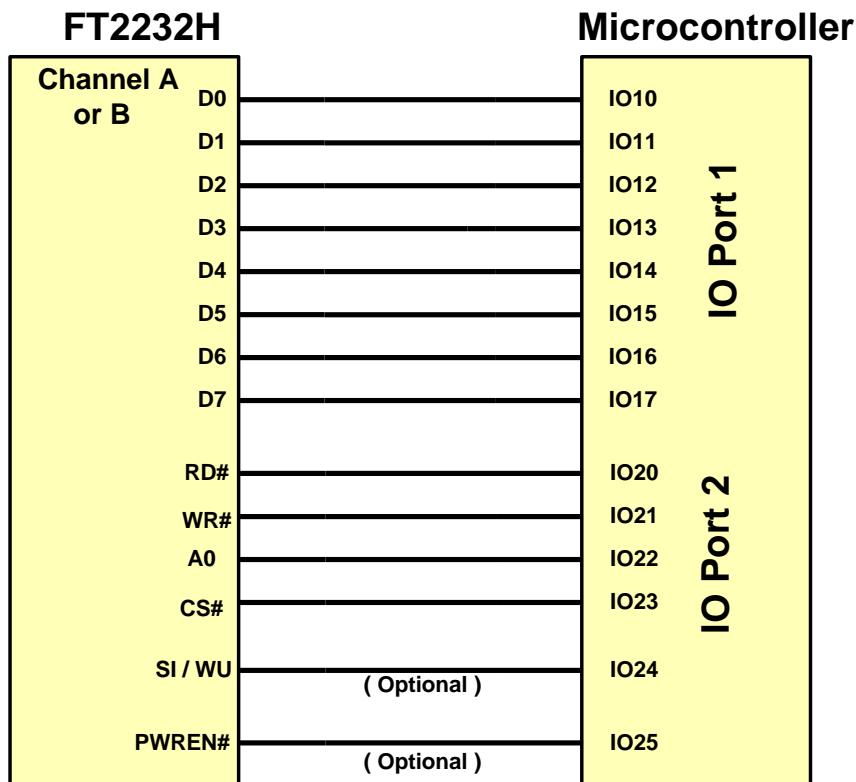 FT2232H Microcontroller
Channel A
or B
D0 IO10
D1 IO11
D2 IO12
D3 IO13
D4 IO14
D5 IO15
D6 IO16
D7 IO17
IO Port 1
RD# IO20
WR# IO21
A0 IO22
CS# IO23
SI / WU ( Optional ) IO24
PWREN# ( Optional ) IO25
IO Port 2